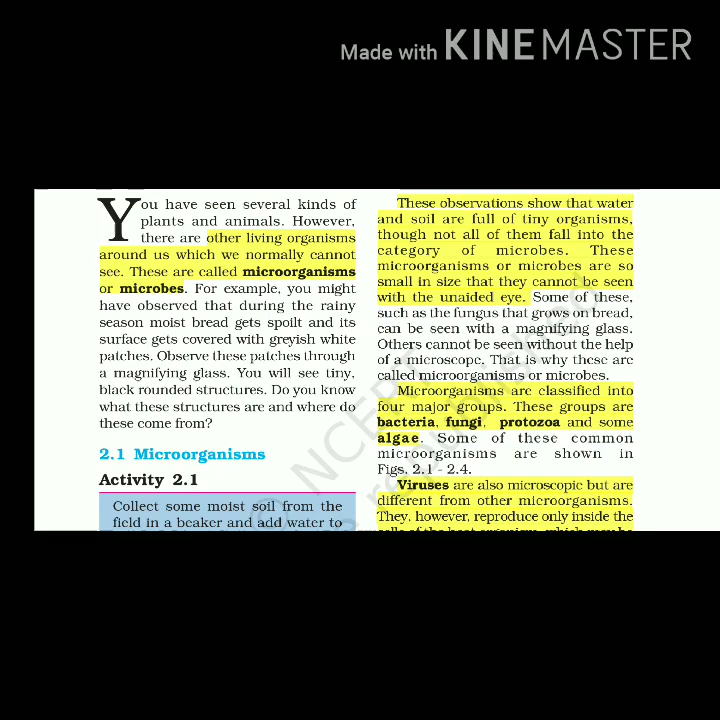 Made with KINEMASTER
You have seen several kinds of
plants and animals. However,
there are other living organisms
around us which we normally cannot
see. These are called microorganisms
or microbes. For example, you might
have observed that during the rainy
season moist bread gets spoilt and its
surface gets covered with greyish white
patches. Observe these patches through
a magnifying glass. You will see tiny,
black rounded structures. Do you know
what these structures are and where do
these come from?
2.1 Microorganisms
Activity 2.1
Collect some moist soil from the
field in a beaker and add water to
These observations show that water
and soil are full of tiny organisms,
though not all of them fall into the
category of microbes. These
microorganisms or microbes are so
small in size that they cannot be seen
with the unaided eye. Some of these,
such as the fungus that grows on bread,
can be seen with a magnifying glass.
Others cannot be seen without the help
of a microscope. That is why these are
called microorganisms or microbes.
Microorganisms are classified into
four major groups. These groups are
bacteria, fungi, protozoa and some
algae. Some of these common
microorganisms are shown in
Figs. 2.1 - 2.4.
Viruses are also microscopic but are
different from other microorganisms.
They, however, reproduce only inside the
© NCERT
republished